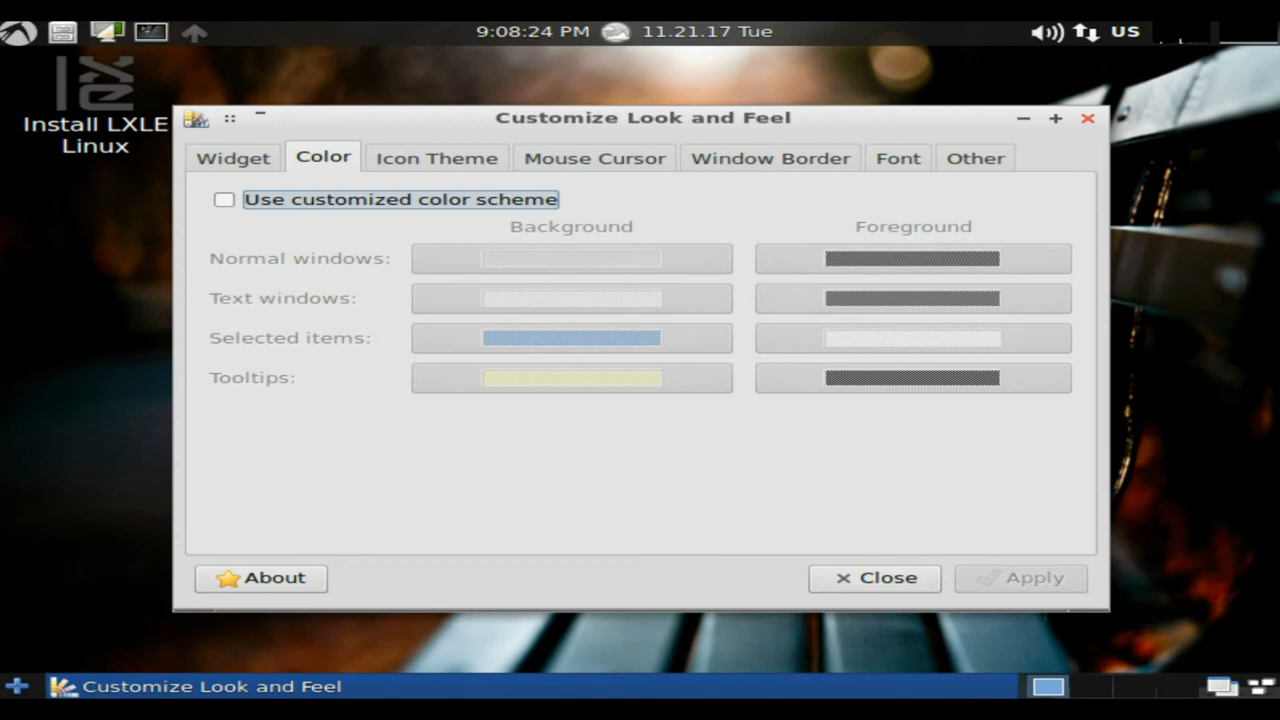 9:08:24 PM 11.21.17 Tue US
Install LXLE
Linux
Customize Look and Feel
Widget Color Icon Theme Mouse Cursor Window Border Font Other
Use customized color scheme
Background Foreground
Normal windows:
Text windows:
Selected items:
Tooltips:
About Close Apply
Customize Look and Feel